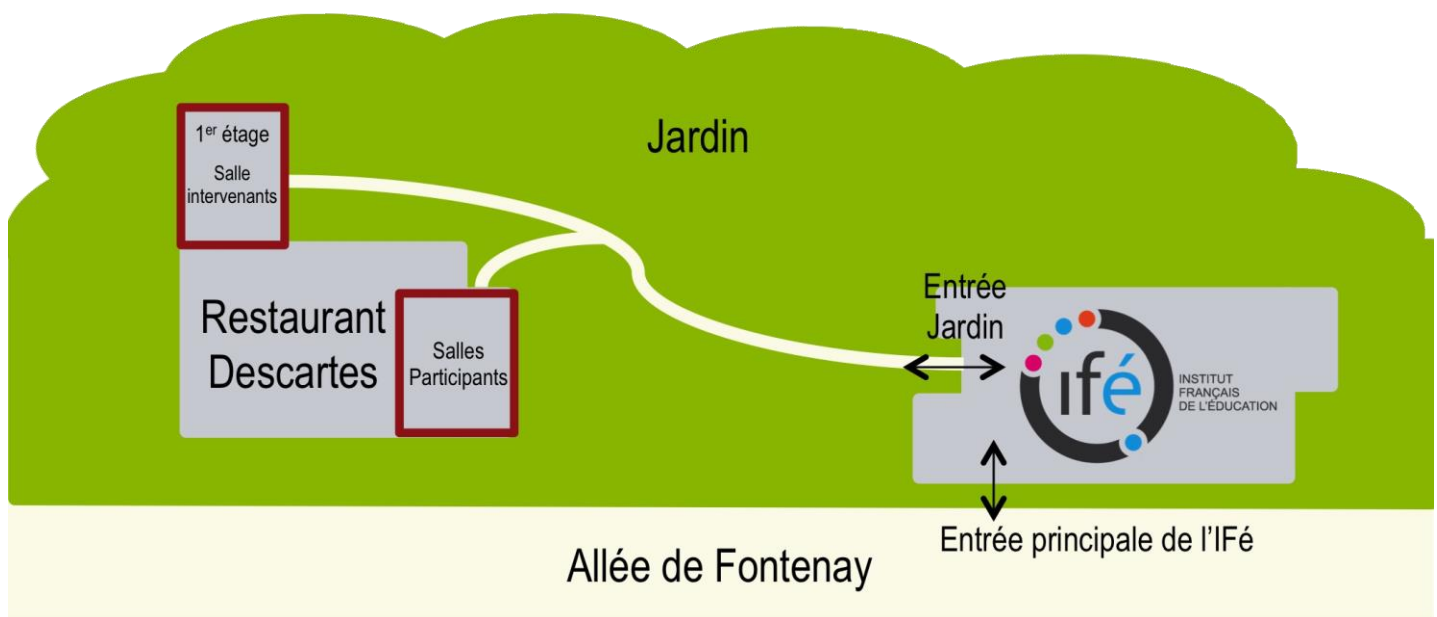 1er étage
Salle
intervenants
Jardin
Restaurant
Descartes
Salles
Participants
Entrée
Jardin
ifé
INSTITUT
FRANÇAIS
DE L'ÉDUCATION
Entrée principale de l'IFé
Allée de Fontenay